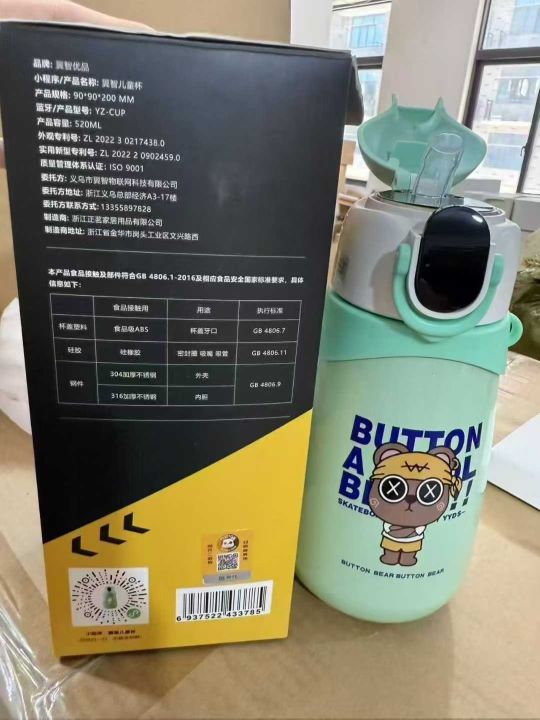 品牌: 翼智优品
小程序/产品名称: 翼智儿童杯
产品规格: 90*90*200 MM
蓝牙/产品型号: YZ-CUP
产品容量: 520ML
外观专利号: ZL 2022 3 0217438.0
实用新型专利号: ZL 2022 2 0902459.0
质量管理体系认证: ISO 9001
委托方: 义乌市翼智物联网科技有限公司
委托方地址: 浙江义乌总部经济A3-17楼
委托方联系方式: 13355897828
制造商: 浙江正茗家居用品有限公司
制造商地址: 浙江省金华市岗头工业区文兴路西
本产品食品接触及部件符合GB 4806.1-2016及相应食品安全国家标准要求，具体
信息如下:
食品接触用 用途 执行标准
杯盖塑料 食品级ABS 杯盖牙口 GB 4806.7
硅胶 硅橡胶 密封圈 吸嘴 吸管 GB 4806.11
钢件 304加厚不锈钢 外壳 GB 4806.9
316加厚不锈钢 内胆
小程序 翼智儿童杯
6 937522 433785
BUTTON
BUTTON BEAR BUTTON BEAR
YYDS~